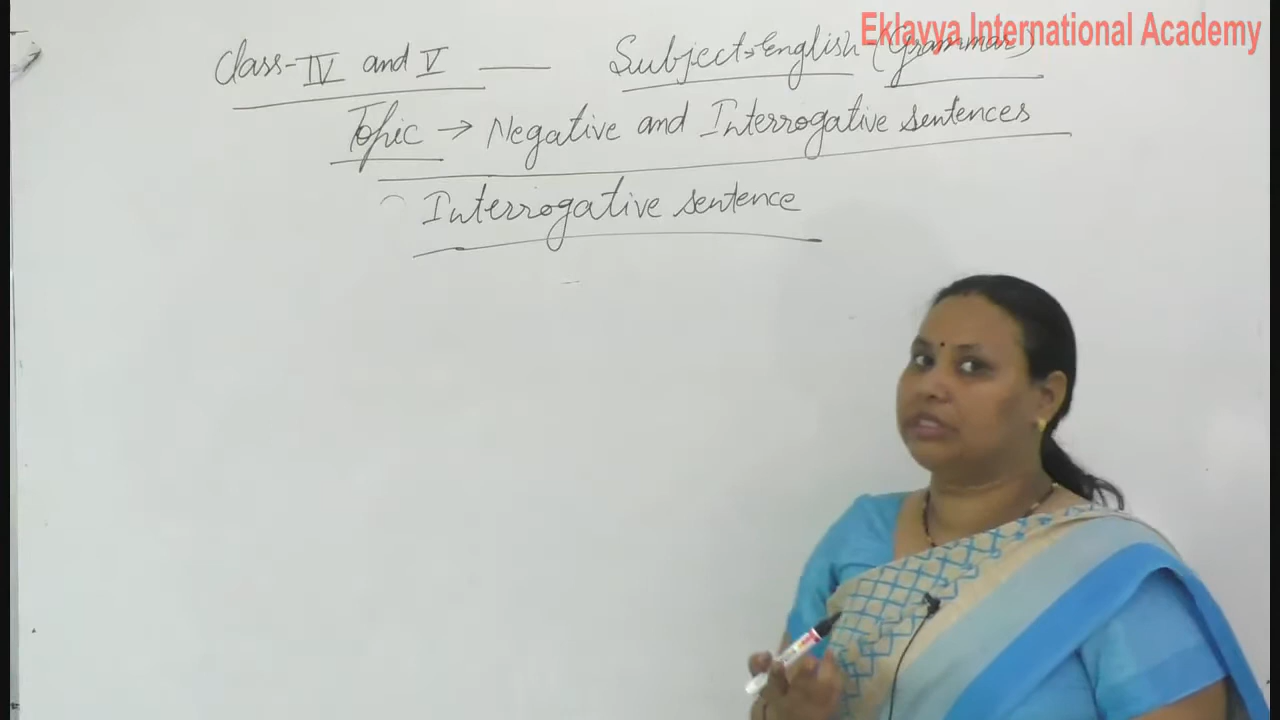 Eklavya International Academy
Class-IV and V — Subject→English (Grammar)
Topic → Negative and Interrogative sentences
Interrogative sentence